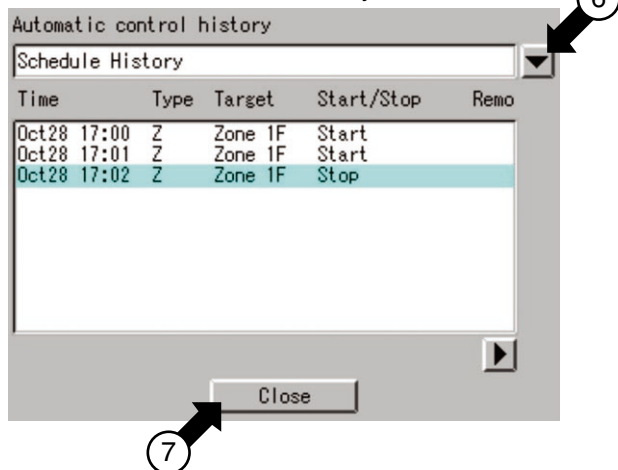 6
Automatic control history
Schedule History
Time Type Target Start/Stop Remo
Oct28 17:00 Z Zone 1F Start
Oct28 17:01 Z Zone 1F Start
Oct28 17:02 Z Zone 1F Stop
Close
7